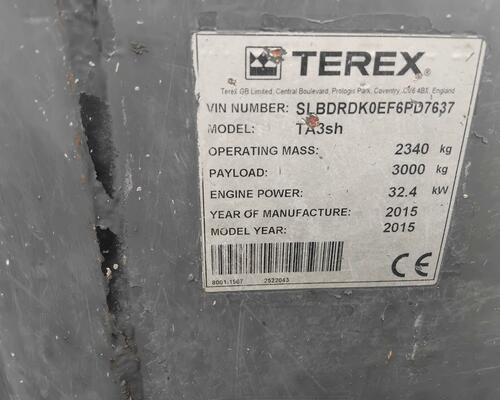 TEREX®
Terex GB Limited, Central Boulevard, Prologis Park, Coventry, CV6 4BX, England
VIN NUMBER: SLBDRDK0EF6PD7637
MODEL: TA3sh
OPERATING MASS: 2340 kg
PAYLOAD: 3000 kg
ENGINE POWER: 32.4 kW
YEAR OF MANUFACTURE: 2015
MODEL YEAR: 2015
8001:1567 2522043
CE